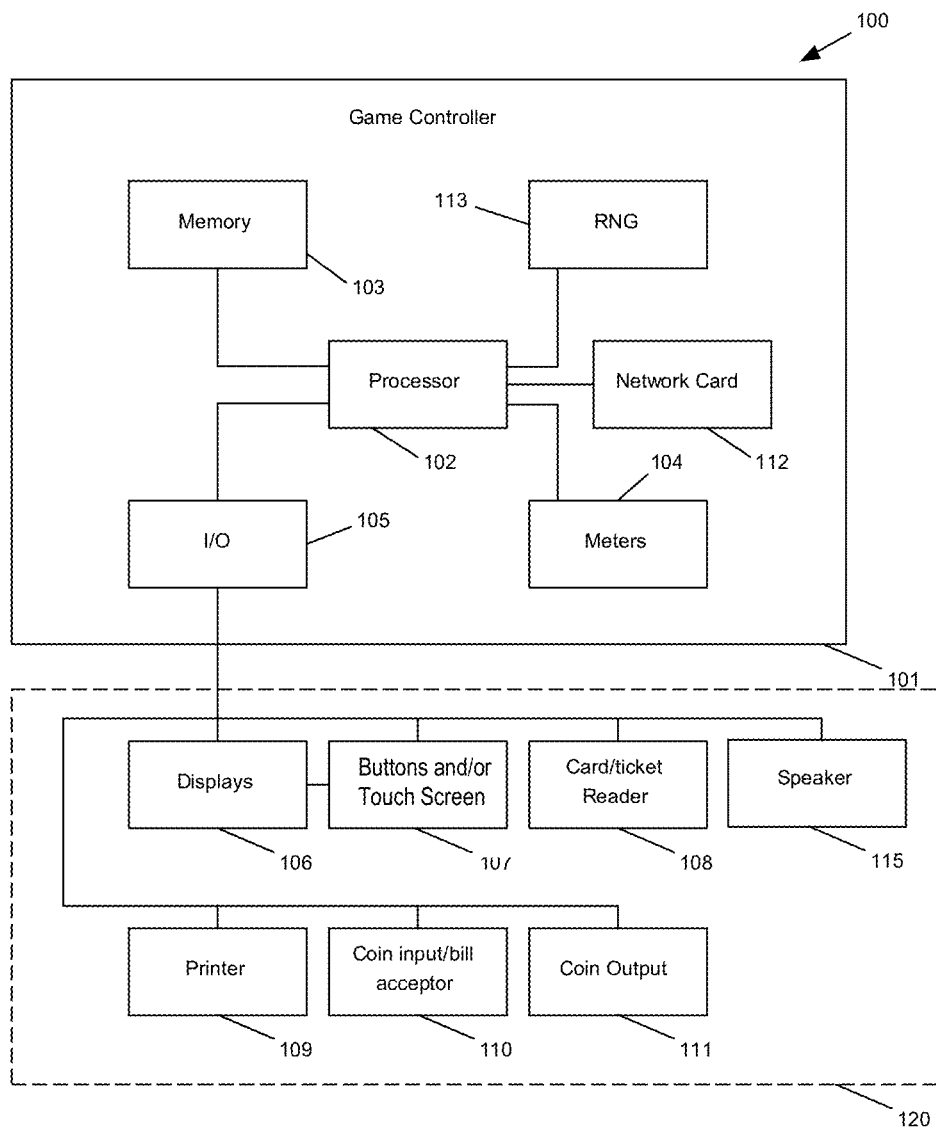 100
Game Controller
Memory
113
RNG
103
Processor
Network Card
102
104
112
I/O
105
Meters
101
Displays
Buttons and/or
Touch Screen
Card/ticket
Reader
Speaker
106
107
108
115
Printer
Coin input/bill
acceptor
Coin Output
109
110
111
120